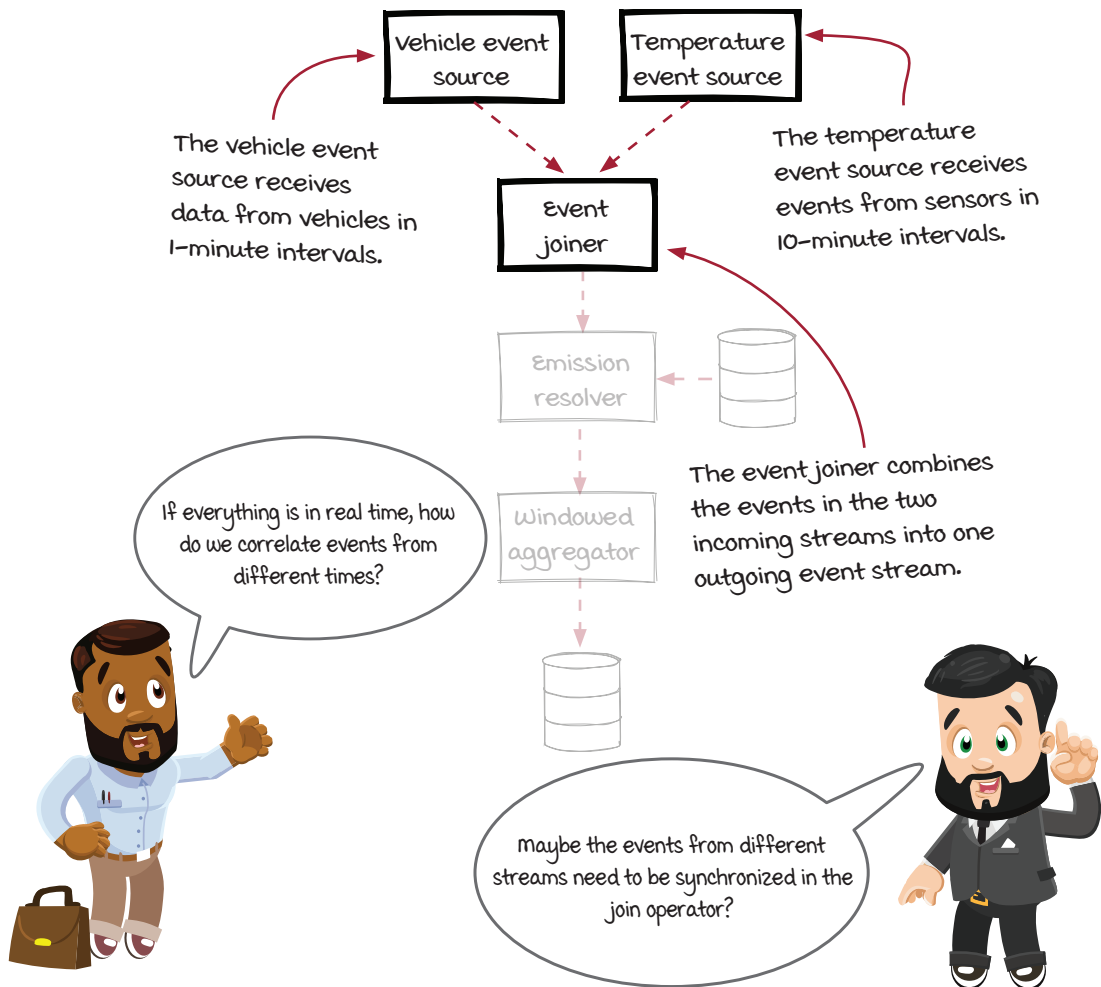 Vehicle event
source
Temperature
event source
The vehicle event
source receives
data from vehicles in
1-minute intervals.
The temperature
event source receives
events from sensors in
10-minute intervals.
Event
joiner
Emission
resolver
The event joiner combines
the events in the two
incoming streams into one
outgoing event stream.
If everything is in real time, how
do we correlate events from
different times?
Windowed
aggregator
Maybe the events from different
streams need to be synchronized in the
join operator?